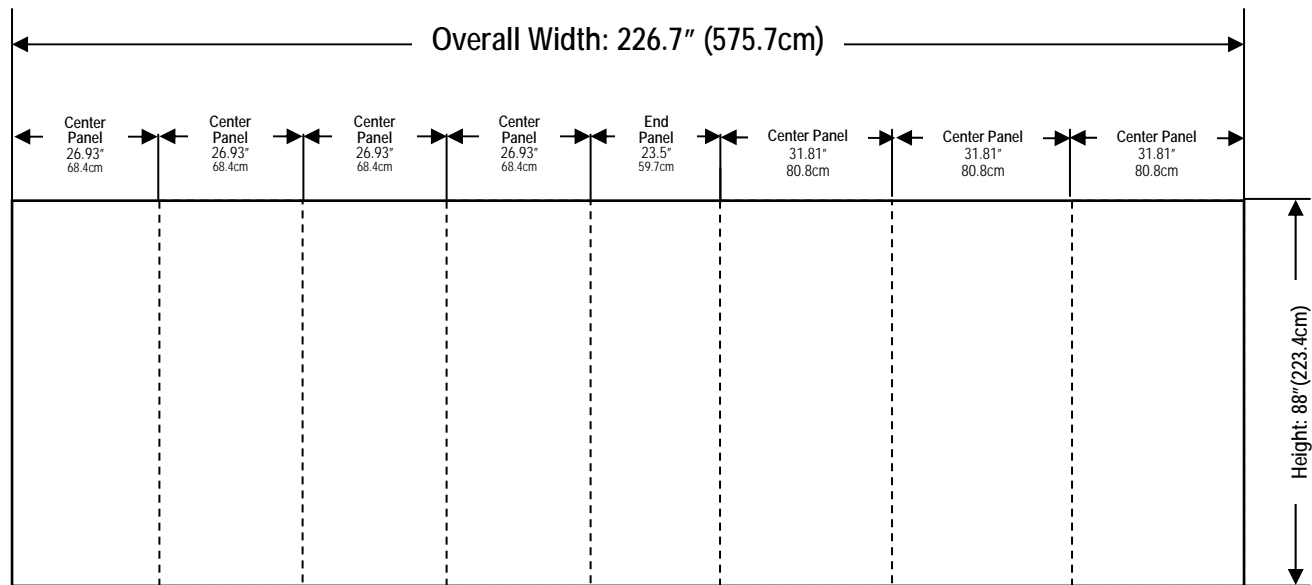 Overall Width: 226.7" (575.7cm)
Center
Panel
26.93"
68.4cm
Center
Panel
26.93"
68.4cm
Center
Panel
26.93"
68.4cm
Center
Panel
26.93"
68.4cm
End
Panel
23.5"
59.7cm
Center Panel
31.81"
80.8cm
Center Panel
31.81"
80.8cm
Center Panel
31.81"
80.8cm
Height: 88"(223.4cm)